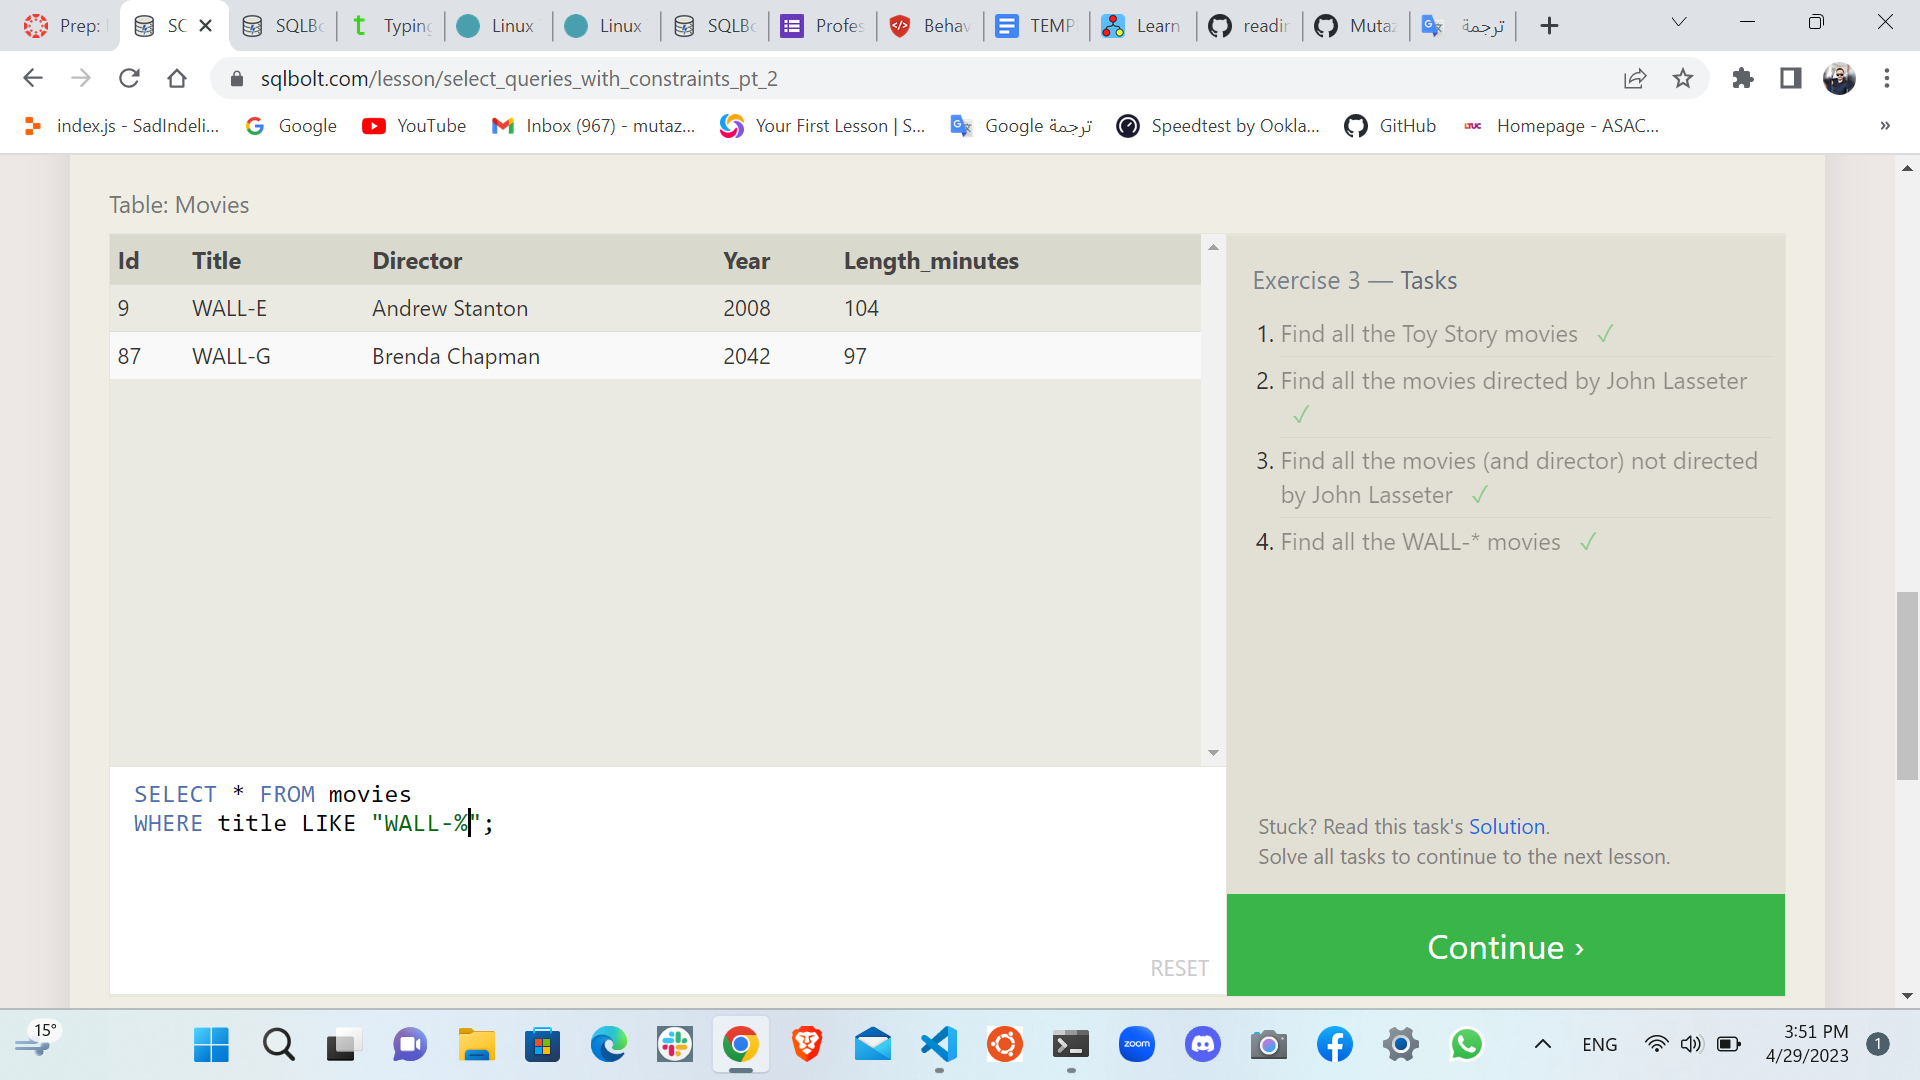 Prep:
SC
SQLBo
Typing
Linux
Linux
SQLBo
Profes
Behav
TEMP
Learn
readin
Mutaz
ترجمة
sqlbolt.com/lesson/select_queries_with_constraints_pt_2
index.js - SadIndeli...
Google
YouTube
Inbox (967) - mutaz...
Your First Lesson | S...
Google ترجمة
Speedtest by Ookla...
GitHub
LTUC
Homepage - ASAC...
»
Table: Movies
Id Title Director Year Length_minutes
9 WALL-E Andrew Stanton 2008 104
87 WALL-G Brenda Chapman 2042 97
Exercise 3 — Tasks
1. Find all the Toy Story movies ✓
2. Find all the movies directed by John Lasseter
✓
3. Find all the movies (and director) not directed
by John Lasseter ✓
4. Find all the WALL-* movies ✓
SELECT * FROM movies
WHERE title LIKE "WALL-%";
RESET
Stuck? Read this task's Solution.
Solve all tasks to continue to the next lesson.
Continue ›
15°
zoom
ENG
3:51 PM
4/29/2023
1